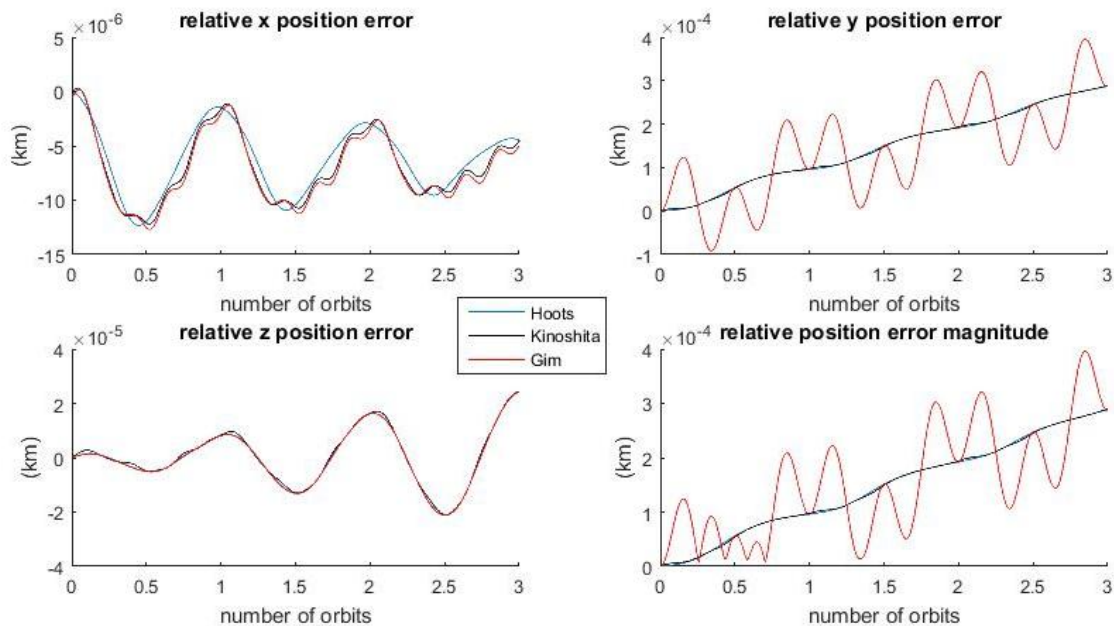 relative x position error
×10⁻⁶
5
0
-5
-10
-15
(km)
0 0.5 1 1.5 2 2.5 3
number of orbits
relative y position error
×10⁻⁴
4
3
2
1
0
-1
(km)
0 0.5 1 1.5 2 2.5 3
number of orbits
Hoots
Kinoshita
Gim
relative z position error
×10⁻⁵
4
2
0
-2
-4
(km)
0 0.5 1 1.5 2 2.5 3
number of orbits
relative position error magnitude
×10⁻⁴
4
3
2
1
0
(km)
0 0.5 1 1.5 2 2.5 3
number of orbits